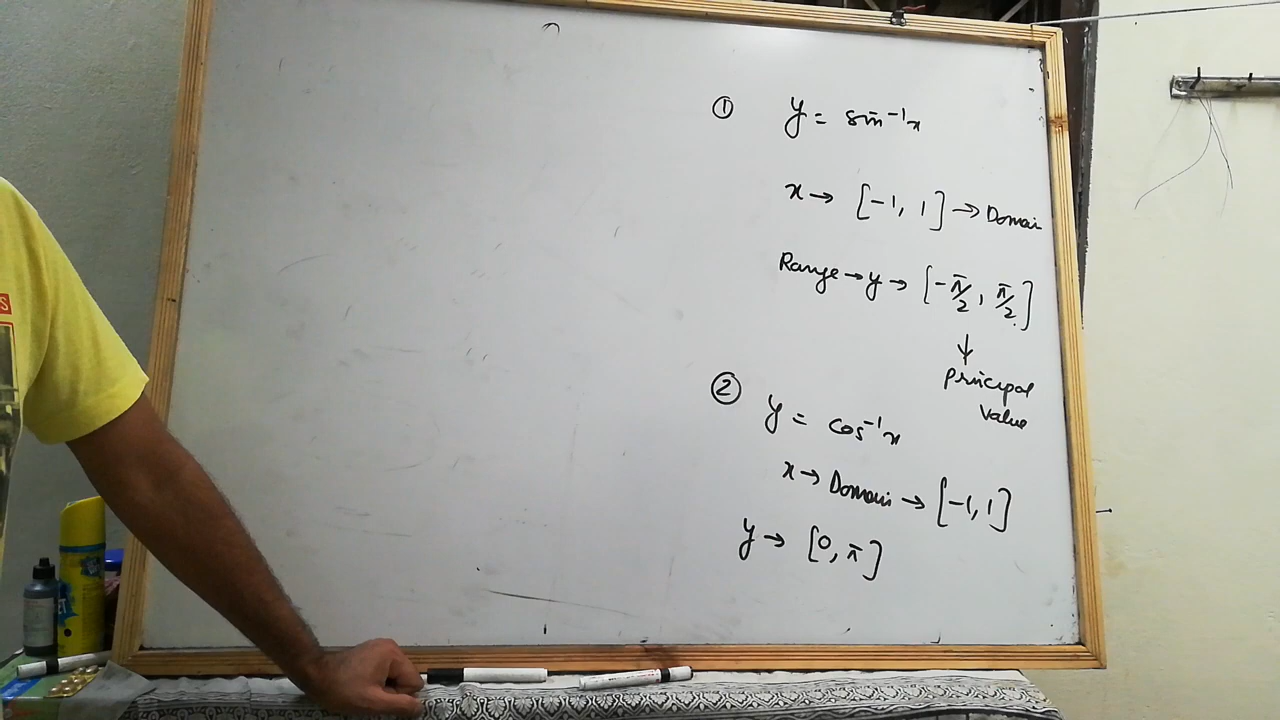 ① y = sin⁻¹x
x → [-1, 1] → Domain
Range → y → [-π/2, π/2]
↓
Principal
Value
② y = cos⁻¹x
x → Domain → [-1, 1]
y → [0, π]